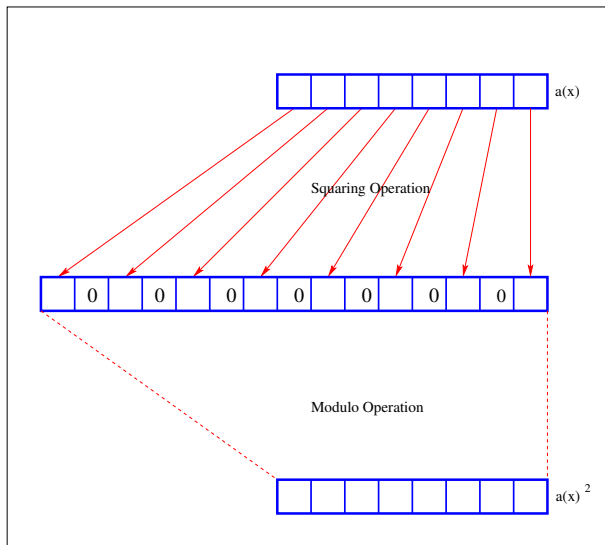 a(x)
Squaring Operation
0 0 0 0 0 0 0
Modulo Operation
a(x) 2